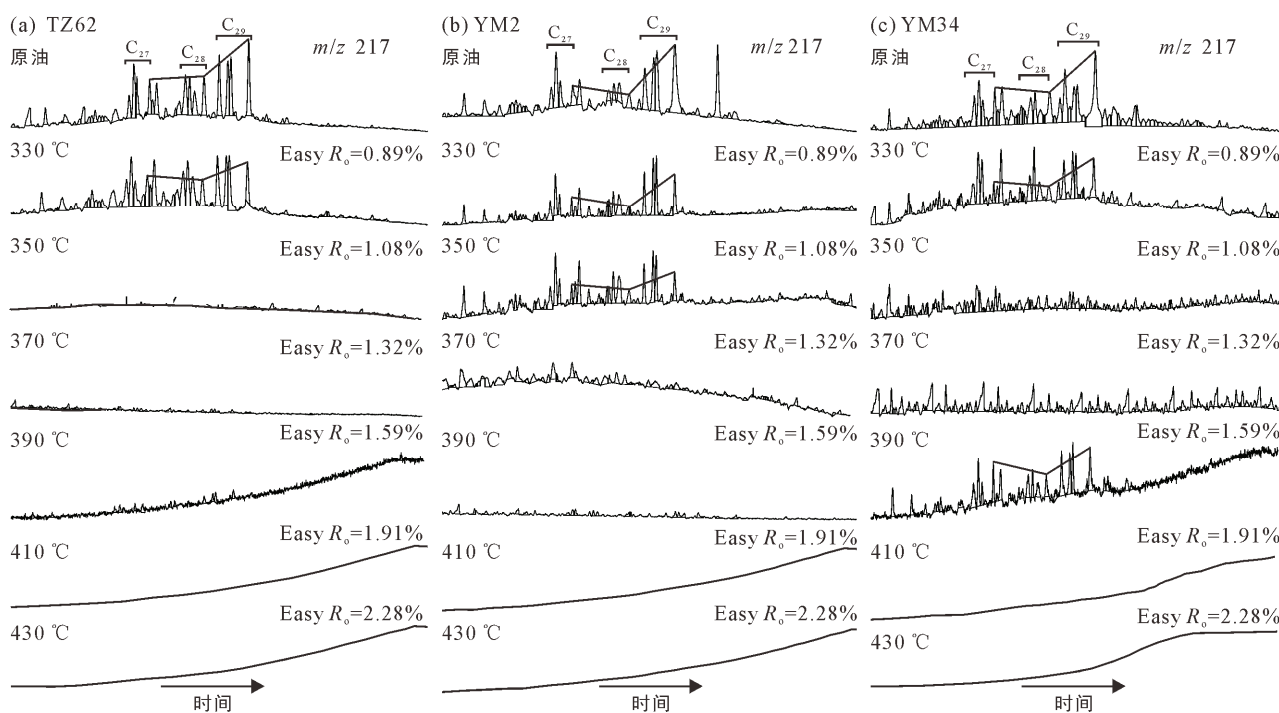 (a) TZ62
C₂₇
C₂₈
C₂₉
原油
m/z 217
330 ℃
Easy Rₒ=0.89%
350 ℃
Easy Rₒ=1.08%
370 ℃
Easy Rₒ=1.32%
390 ℃
Easy Rₒ=1.59%
410 ℃
Easy Rₒ=1.91%
430 ℃
Easy Rₒ=2.28%
时间
(b) YM2
C₂₇
C₂₈
C₂₉
原油
m/z 217
330 ℃
Easy Rₒ=0.89%
350 ℃
Easy Rₒ=1.08%
370 ℃
Easy Rₒ=1.32%
390 ℃
Easy Rₒ=1.59%
410 ℃
Easy Rₒ=1.91%
430 ℃
Easy Rₒ=2.28%
时间
(c) YM34
C₂₇
C₂₈
C₂₉
原油
m/z 217
330 ℃
Easy Rₒ=0.89%
350 ℃
Easy Rₒ=1.08%
370 ℃
Easy Rₒ=1.32%
390 ℃
Easy Rₒ=1.59%
410 ℃
Easy Rₒ=1.91%
430 ℃
Easy Rₒ=2.28%
时间